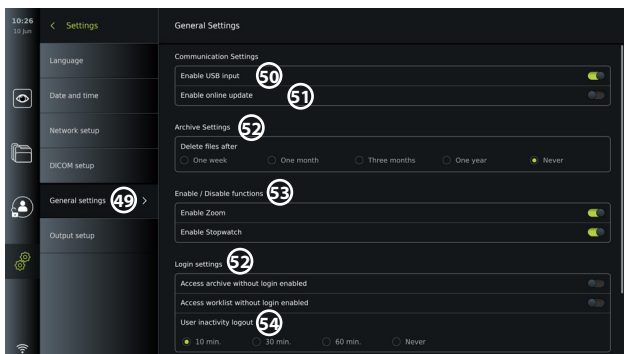 10:26
10 Jun
Settings
General Settings
Language
Date and time
Network setup
DICOM setup
General settings 49
Output setup
Communication Settings
Enable USB input 50
Enable online update 51
Archive Settings 52
Delete files after
One week One month Three months One year Never
Enable / Disable functions 53
Enable Zoom
Enable Stopwatch
Login settings 52
Access archive without login enabled
Access worklist without login enabled
User inactivity logout 54
10 min. 30 min. 60 min. Never